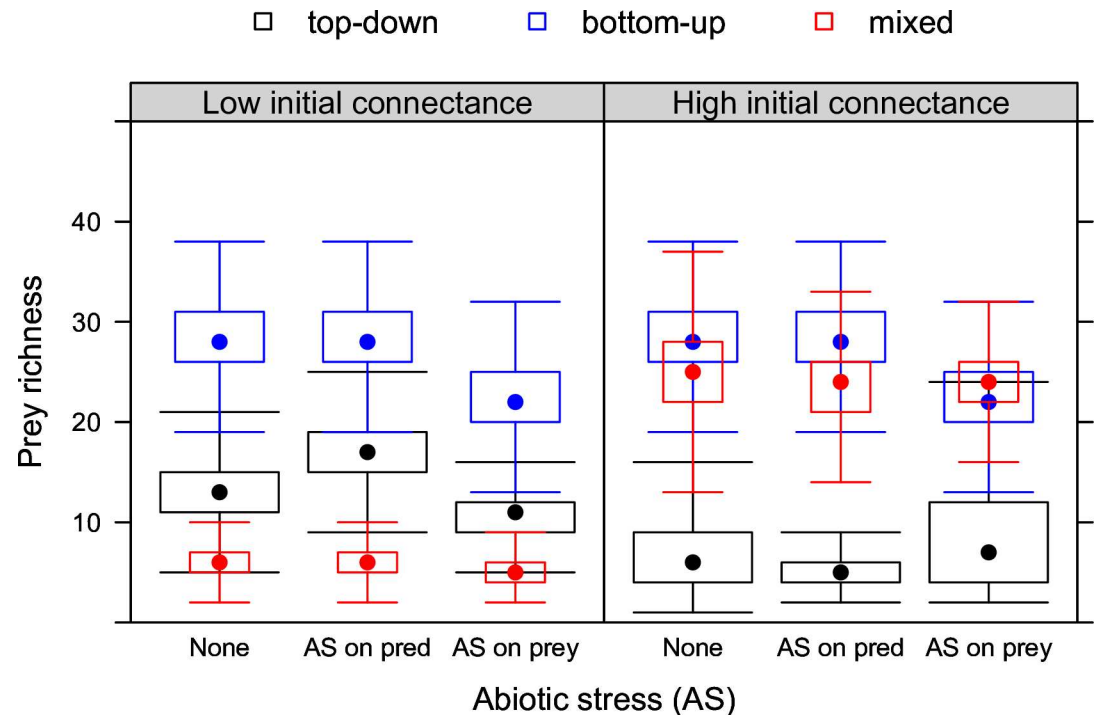 top-down bottom-up mixed
Low initial connectance High initial connectance
Prey richness
40
30
20
10
None AS on pred AS on prey None AS on pred AS on prey
Abiotic stress (AS)